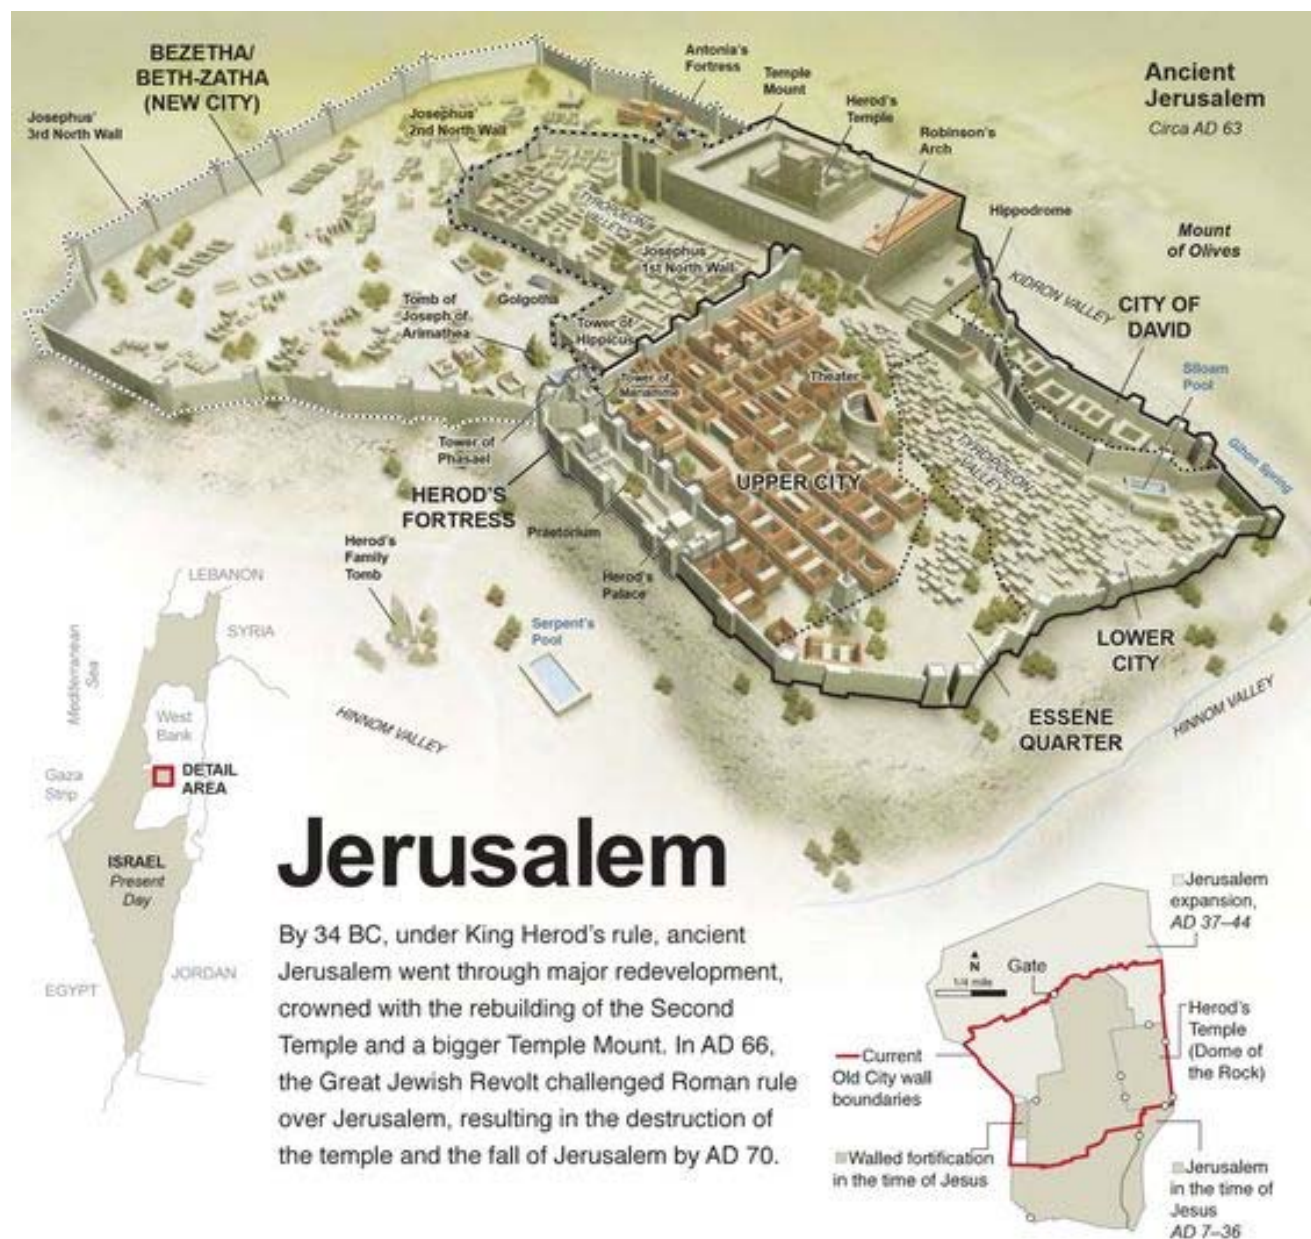 BEZETHA/
BETH-ZATHA
(NEW CITY)
Josephus'
3rd North Wall
Josephus'
2nd North Wall
Antonia's
Fortress
Temple
Mount
Herod's
Temple
Robinson's
Arch
Ancient
Jerusalem
Circa AD 63
Hippodrome
Mount
of Olives
KIDRON VALLEY
CITY OF
DAVID
Siloam
Pool
Gihon Spring
TYROPOEON
VALLEY
Josephus'
1st North Wall
Golgotha
Tomb of
Joseph of
Arimathea
Tower of
Hippicus
Tower of
Mariamme
Theater
Tower of
Phasael
HEROD'S
FORTRESS
UPPER CITY
TYROPOEON
VALLEY
Praetorium
Herod's
Family
Tomb
Herod's
Palace
Serpent's
Pool
LOWER
CITY
ESSENE
QUARTER
HINNOM VALLEY
HINNOM VALLEY
LEBANON
SYRIA
Mediterranean
Sea
West
Bank
Gaza
Strip
DETAIL
AREA
ISRAEL
Present
Day
EGYPT
JORDAN
Jerusalem
By 34 BC, under King Herod's rule, ancient
Jerusalem went through major redevelopment,
crowned with the rebuilding of the Second
Temple and a bigger Temple Mount. In AD 66,
the Great Jewish Revolt challenged Roman rule
over Jerusalem, resulting in the destruction of
the temple and the fall of Jerusalem by AD 70.
Jerusalem
expansion,
AD 37–44
N
1/4 mile
Gate
Herod's
Temple
(Dome of
the Rock)
Current
Old City wall
boundaries
Walled fortification
in the time of Jesus
Jerusalem
in the time of
Jesus
AD 7–36